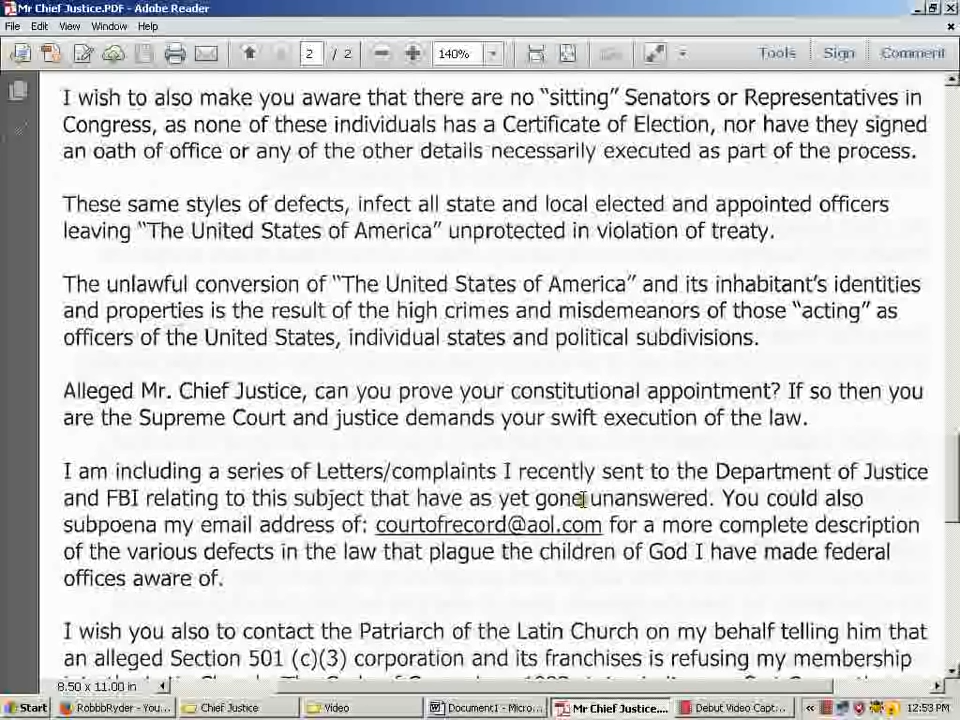 Mr Chief Justice.PDF - Adobe Reader
File Edit View Window Help
2 / 2 140% Tools Sign Comment
I wish to also make you aware that there are no “sitting” Senators or Representatives in
Congress, as none of these individuals has a Certificate of Election, nor have they signed
an oath of office or any of the other details necessarily executed as part of the process.
These same styles of defects, infect all state and local elected and appointed officers
leaving “The United States of America” unprotected in violation of treaty.
The unlawful conversion of “The United States of America” and its inhabitant’s identities
and properties is the result of the high crimes and misdemeanors of those “acting” as
officers of the United States, individual states and political subdivisions.
Alleged Mr. Chief Justice, can you prove your constitutional appointment? If so then you
are the Supreme Court and justice demands your swift execution of the law.
I am including a series of Letters/complaints I recently sent to the Department of Justice
and FBI relating to this subject that have as yet gone unanswered. You could also
subpoena my email address of: courtofrecord@aol.com for a more complete description
of the various defects in the law that plague the children of God I have made federal
offices aware of.
I wish you also to contact the Patriarch of the Latin Church on my behalf telling him that
an alleged Section 501 (c)(3) corporation and its franchises is refusing my membership
8.50 x 11.00 in
Start RobbbRyder - Mozill... Chief Justice Video Document1 - Micros... Mr Chief Justice.... Debut Video Capt... 12:53 PM